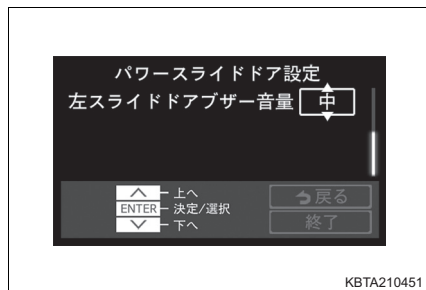 パワースライドドア設定
左スライドドアブザー音量 中
上へ
ENTER 決定/選択
下へ
戻る
終了
KBTA210451